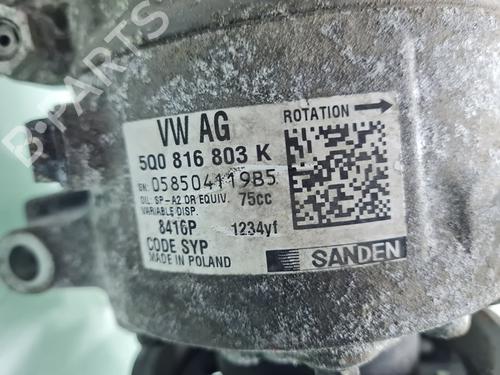 VW AG
ROTATION
5Q0 816 803 K
SN: 05850411985
OIL: SP-A2 OR EQUIV. 75cc
VARIABLE DISP.
8416P 1234yf
CODE SYP
MADE IN POLAND
SANDEN
B-Parts